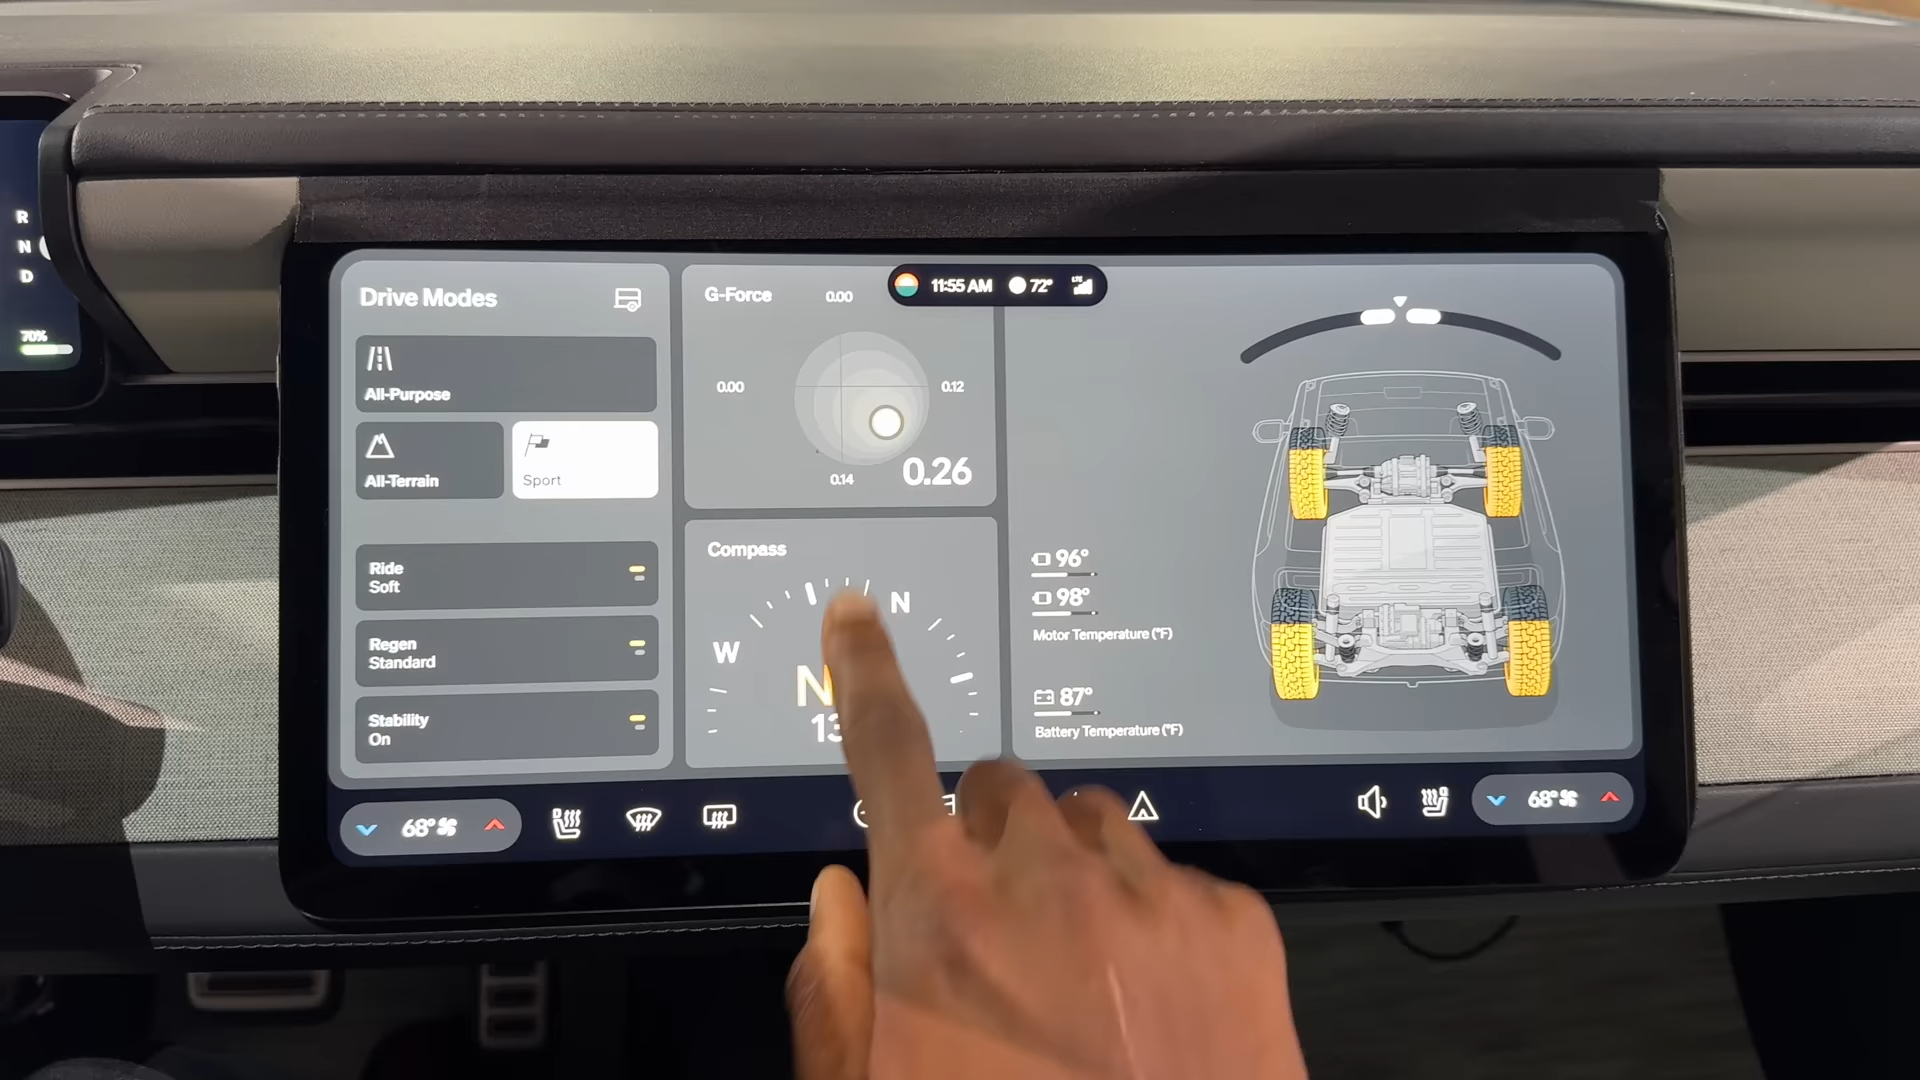 R
N
D
70%
Drive Modes
All-Purpose
All-Terrain
Sport
Ride
Soft
Regen
Standard
Stability
On
G-Force
0.00
0.00
0.12
0.14
0.26
11:55 AM
72°
LTE
Compass
W
N
96°
98°
Motor Temperature (°F)
87°
Battery Temperature (°F)
68°
68°